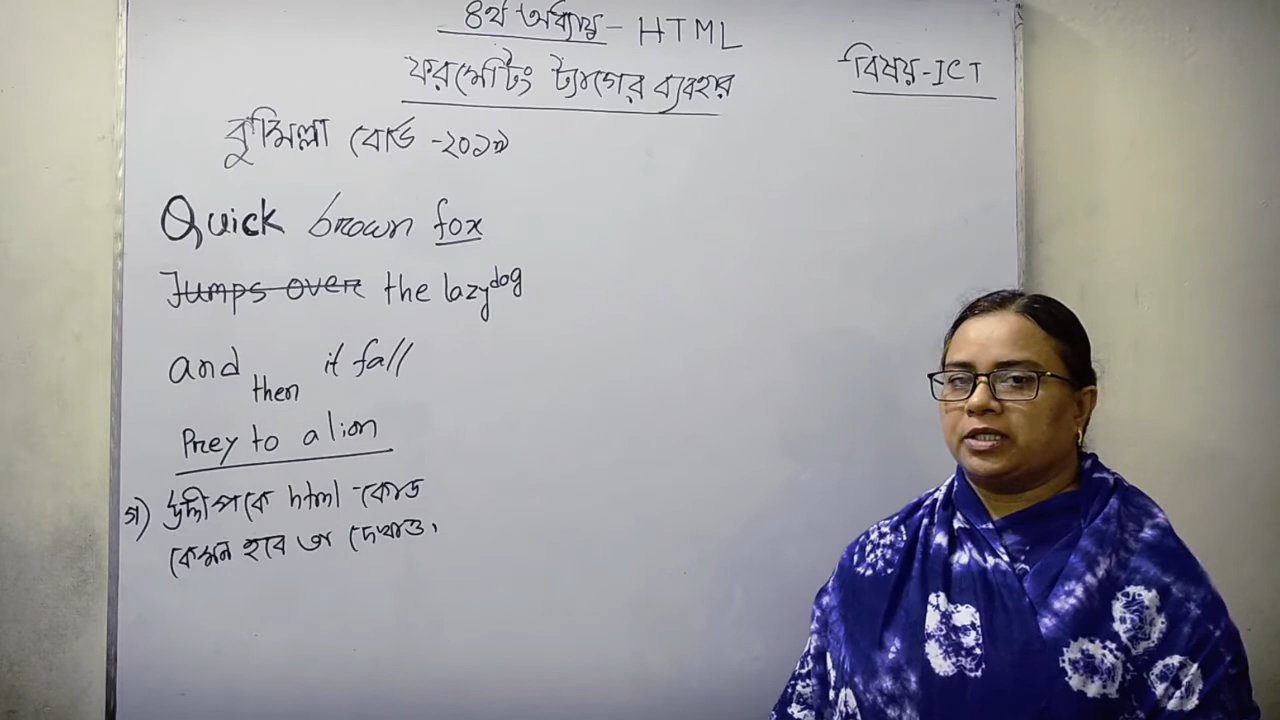 ৪র্থ অধ্যায় - HTML
ফরমেটিং ট্যাগের ব্যবহার
বিষয়-ICT
কুমিল্লা বোর্ড -২০১৯
Quick brown fox
Jumps over the lazy dog
and then it fall
Prey to a lion
গ) উদ্দীপকে html -কোড
কেমন হবে তা দেখাও।